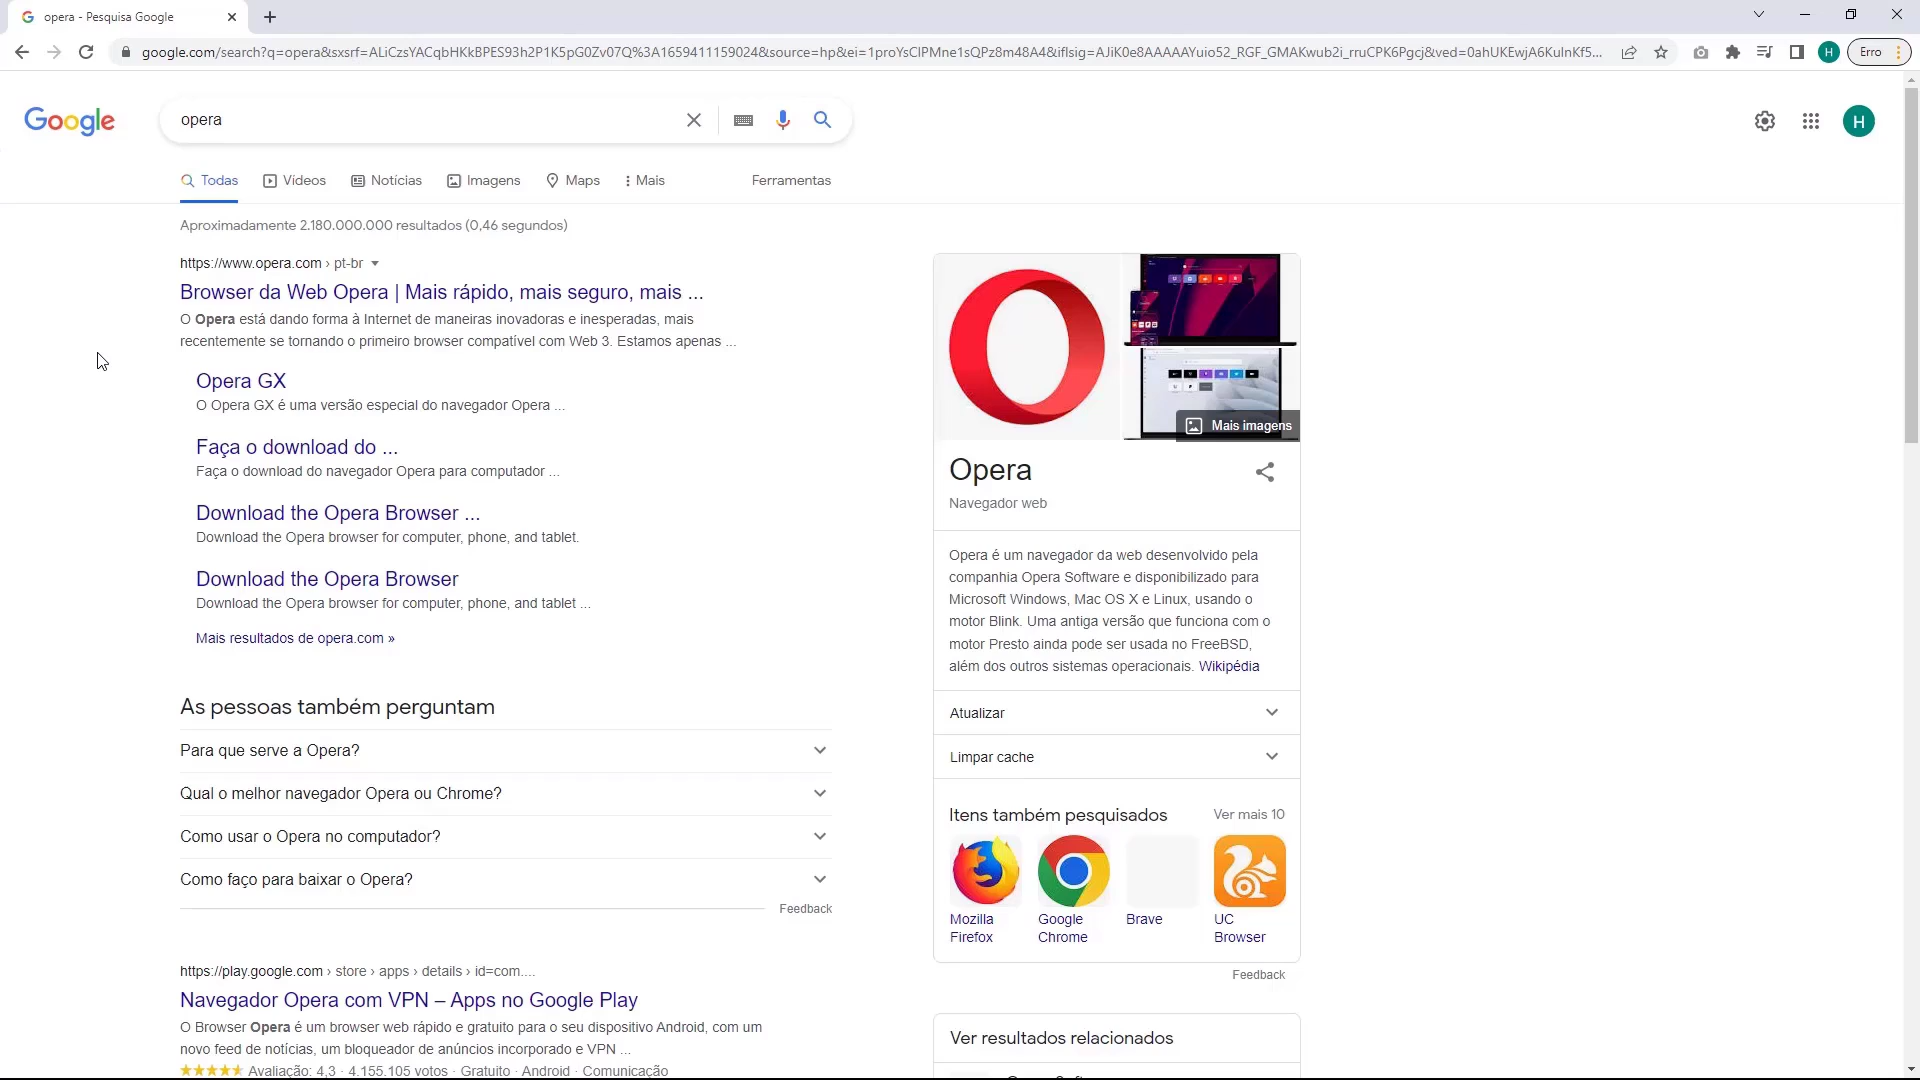 opera - Pesquisa Google
google.com/search?q=opera&sxsrf=ALiCzsYACqbHKkBPES93h2P1K5pG0Zv07Q%3A1659411159024&source=hp&ei=1proYsClPMne1sQPz8m48A4&iflsig=AJiK0e8AAAAAYuio52_RGF_GMAKwub2i_rruCPK6Pgcj&ved=0ahUKEwjA6KulnKf5...
H
Erro
Google
opera
H
Todas
Vídeos
Notícias
Imagens
Maps
Mais
Ferramentas
Aproximadamente 2.180.000.000 resultados (0,46 segundos)
https://www.opera.com › pt-br
Browser da Web Opera | Mais rápido, mais seguro, mais ...
O Opera está dando forma à Internet de maneiras inovadoras e inesperadas, mais
recentemente se tornando o primeiro browser compatível com Web 3. Estamos apenas ...
Opera GX
O Opera GX é uma versão especial do navegador Opera ...
Faça o download do ...
Faça o download do navegador Opera para computador ...
Download the Opera Browser ...
Download the Opera browser for computer, phone, and tablet.
Download the Opera Browser
Download the Opera browser for computer, phone, and tablet ...
Mais resultados de opera.com »
As pessoas também perguntam
Para que serve a Opera?
Qual o melhor navegador Opera ou Chrome?
Como usar o Opera no computador?
Como faço para baixar o Opera?
Feedback
https://play.google.com › store › apps › details › id=com....
Navegador Opera com VPN – Apps no Google Play
O Browser Opera é um browser web rápido e gratuito para o seu dispositivo Android, com um
novo feed de notícias, um bloqueador de anúncios incorporado e VPN ...
Avaliação: 4,3 · 4.155.105 votos · Gratuito · Android · Comunicação
Mais imagens
Opera
Navegador web
Opera é um navegador da web desenvolvido pela
companhia Opera Software e disponibilizado para
Microsoft Windows, Mac OS X e Linux, usando o
motor Blink. Uma antiga versão que funciona com o
motor Presto ainda pode ser usada no FreeBSD,
além dos outros sistemas operacionais. Wikipédia
Atualizar
Limpar cache
Itens também pesquisados
Ver mais 10
Mozilla
Firefox
Google
Chrome
Brave
UC
Browser
Feedback
Ver resultados relacionados